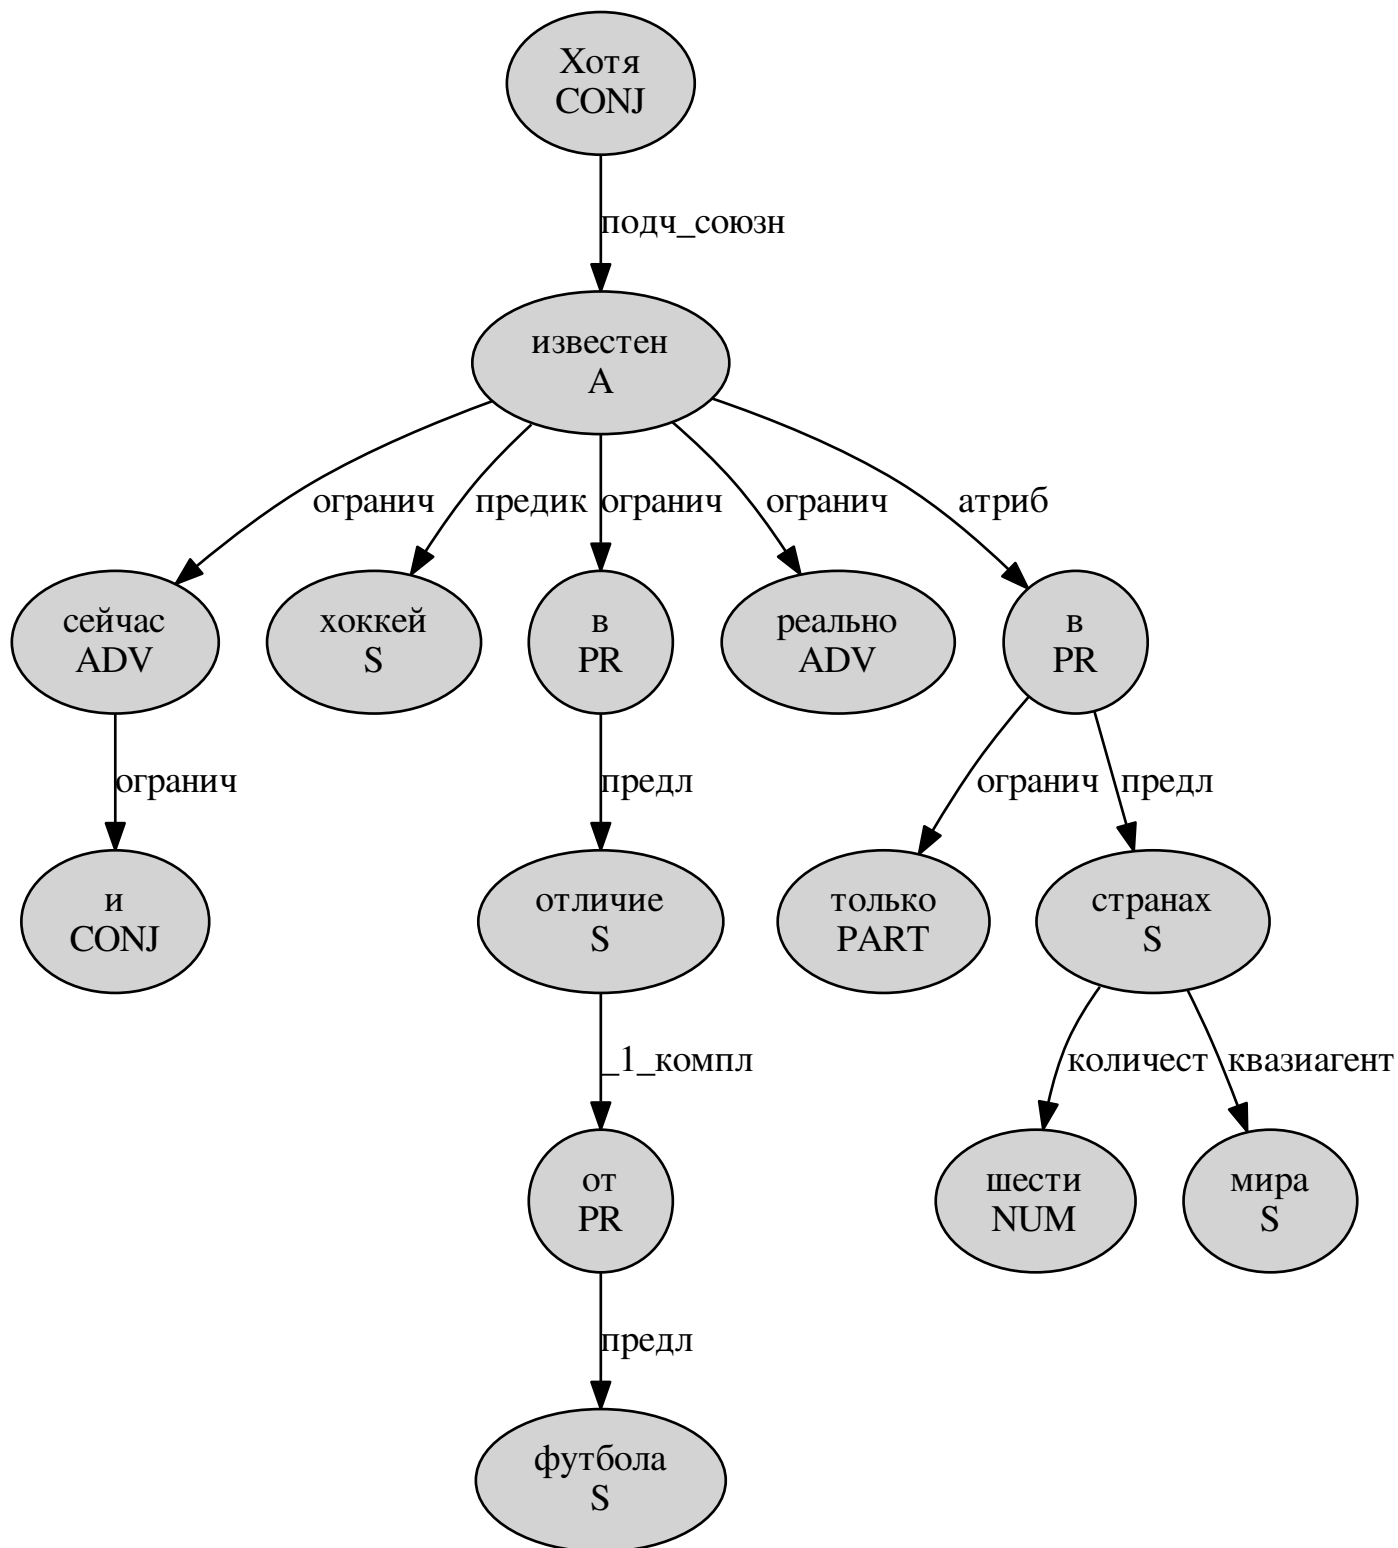 Хотя
CONJ
подч_союзн
известен
A
огранич
предик
огранич
огранич
атриб
сейчас
ADV
хоккей
S
в
PR
реально
ADV
в
PR
огранич
предл
огранич
предл
и
CONJ
отличие
S
только
PART
странах
S
_1_компл
количест
квазиагент
от
PR
шести
NUM
мира
S
предл
футбола
S